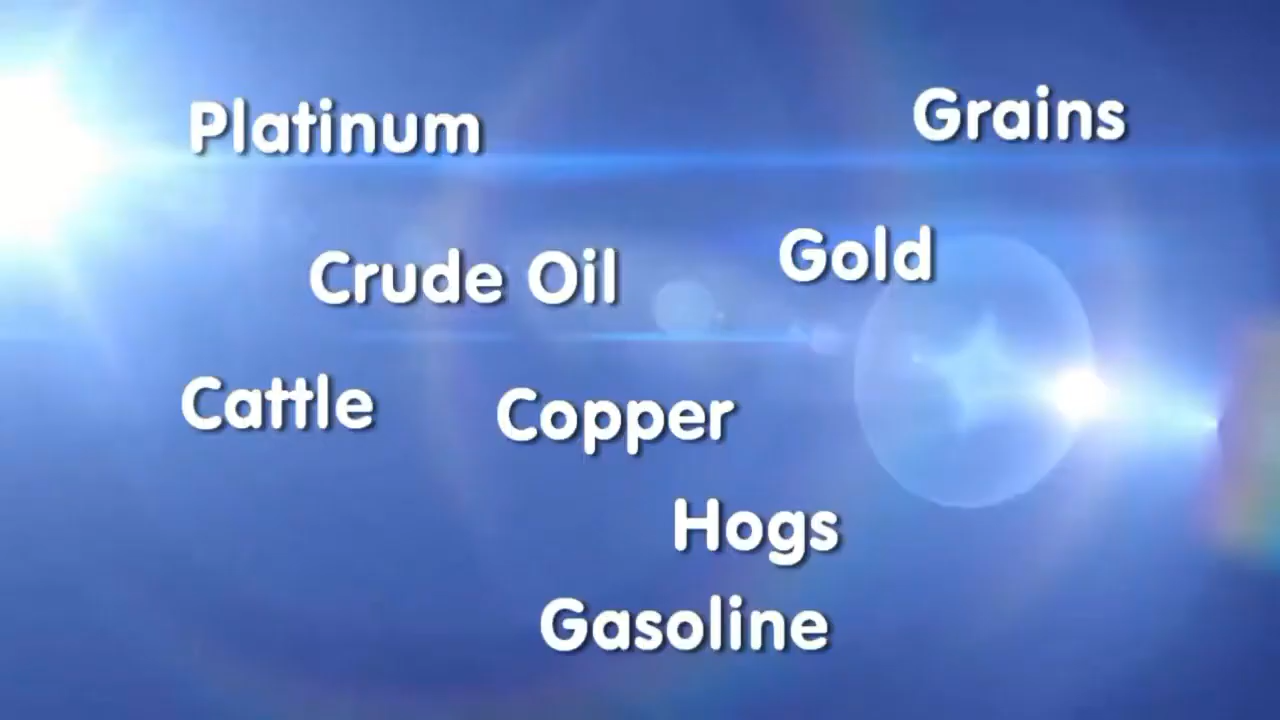 Platinum
Grains
Crude Oil
Gold
Cattle
Copper
Hogs
Gasoline